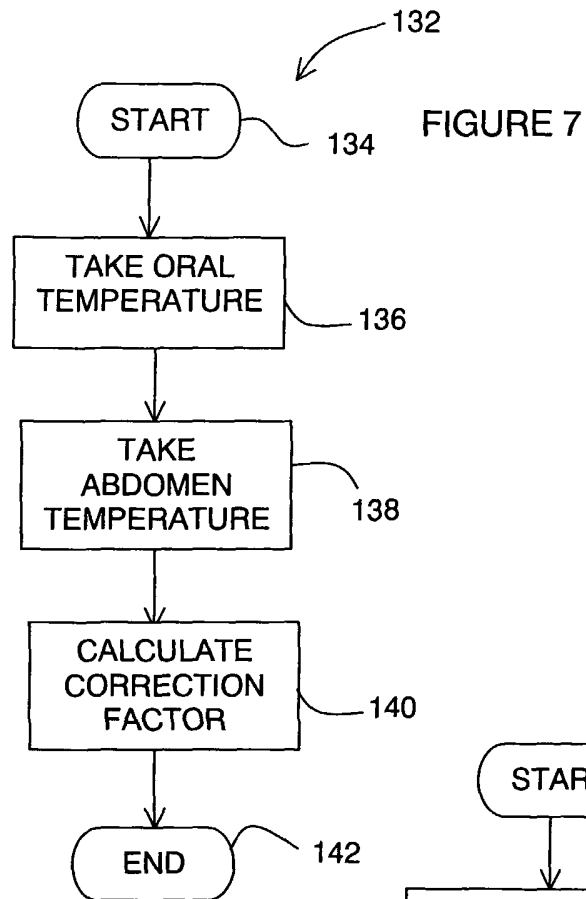 132
START
134
FIGURE 7
TAKE ORAL
TEMPERATURE
136
TAKE
ABDOMEN
TEMPERATURE
138
CALCULATE
CORRECTION
FACTOR
140
END
142
STAR